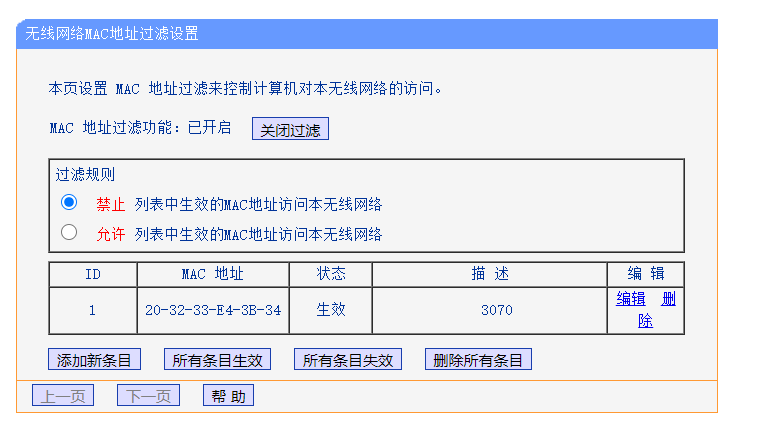 无线网络MAC地址过滤设置
本页设置 MAC 地址过滤来控制计算机对本无线网络的访问。
MAC 地址过滤功能：已开启 关闭过滤
过滤规则
禁止 列表中生效的MAC地址访问本无线网络
允许 列表中生效的MAC地址访问本无线网络
ID MAC 地址 状态 描 述 编 辑
1 20-32-33-E4-3B-34 生效 3070 编辑 删
除
添加新条目 所有条目生效 所有条目失效 删除所有条目
上一页 下一页 帮 助